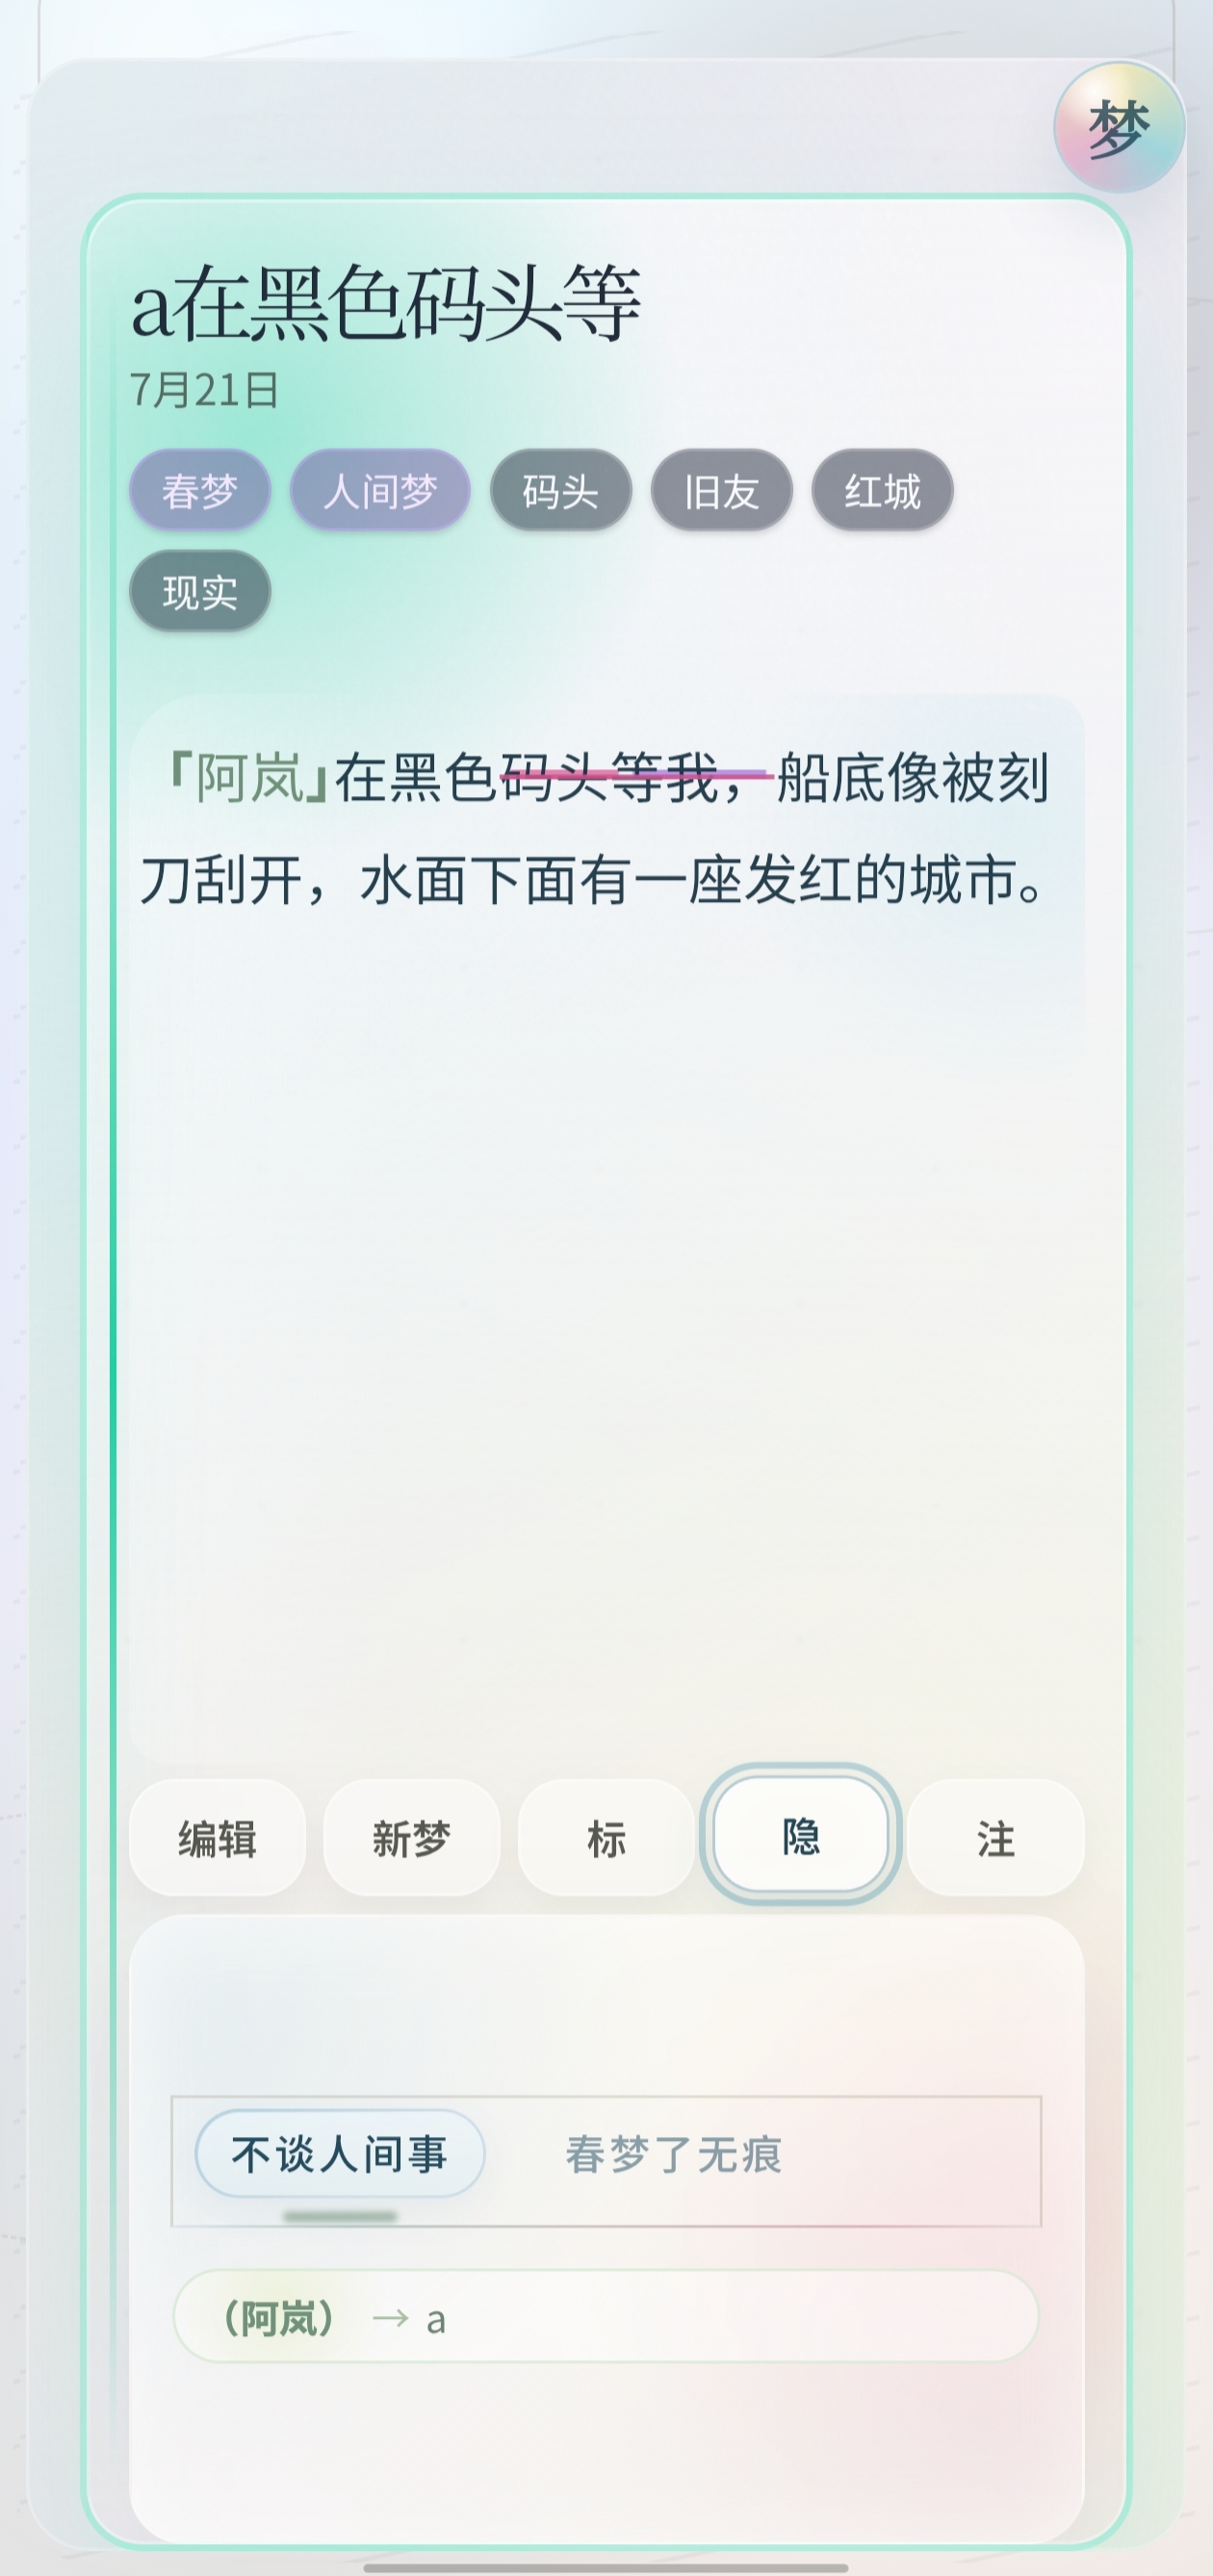 梦
a在黑色码头等
7月21日
春梦 人间梦 码头 旧友 红城
现实
「阿岚」在黑色码头等我，船底像被刻
刀刮开，水面下面有一座发红的城市。
编辑 新梦 标 隐 注
不谈人间事 春梦了无痕
（阿岚） → a